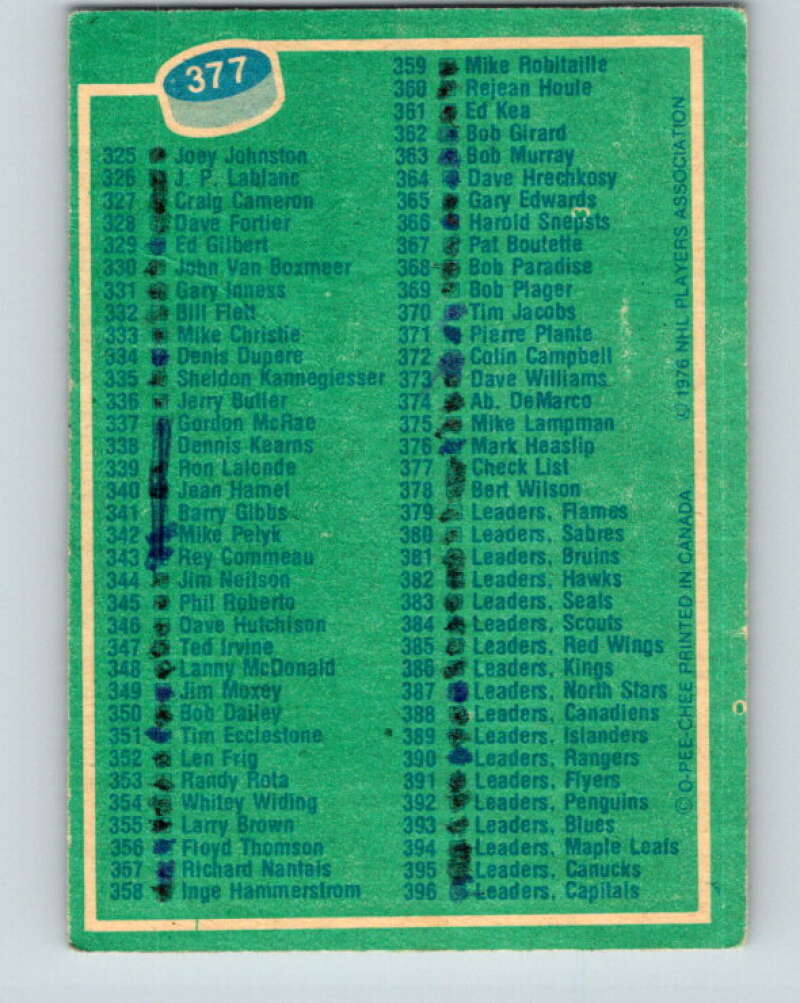 377
325 Joey Johnston
326 J. P. Lablanc
327 Craig Cameron
328 Dave Fortier
329 Ed Gilbert
330 John Van Boxmeer
331 Gary Inness
332 Bill Flett
333 Mike Christie
334 Denis Dupere
335 Sheldon Kannegiesser
336 Jerry Butler
337 Gordon McRae
338 Dennis Kearns
339 Ron Lalonde
340 Jean Hamel
341 Barry Gibbs
342 Mike Pelyk
343 Rey Commeau
344 Jim Neilson
345 Phil Roberto
346 Dave Hutchison
347 Ted Irvine
348 Lanny McDonald
349 Jim Moxey
350 Bob Dailey
351 Tim Ecclestone
352 Len Frig
353 Randy Rota
354 Whitey Widing
355 Larry Brown
356 Floyd Thomson
357 Richard Nantais
358 Inge Hammerstrom
359 Mike Robitaille
360 Rejean Houle
361 Ed Kea
362 Bob Girard
363 Bob Murray
364 Dave Hrechkosy
365 Gary Edwards
366 Harold Snepsts
367 Pat Boutette
368 Bob Paradise
369 Bob Plager
370 Tim Jacobs
371 Pierre Plante
372 Colin Campbell
373 Dave Williams
374 Ab. DeMarco
375 Mike Lampman
376 Mark Heaslip
377 Check List
378 Bert Wilson
379 Leaders, Flames
380 Leaders, Sabres
381 Leaders, Bruins
382 Leaders, Hawks
383 Leaders, Seals
384 Leaders, Scouts
385 Leaders, Red Wings
386 Leaders, Kings
387 Leaders, North Stars
388 Leaders, Canadiens
389 Leaders, Islanders
390 Leaders, Rangers
391 Leaders, Flyers
392 Leaders, Penguins
393 Leaders, Blues
394 Leaders, Maple Leafs
395 Leaders, Canucks
396 Leaders, Capitals
© O-PEE-CHEE PRINTED IN CANADA © 1976 NHL PLAYERS ASSOCIATION